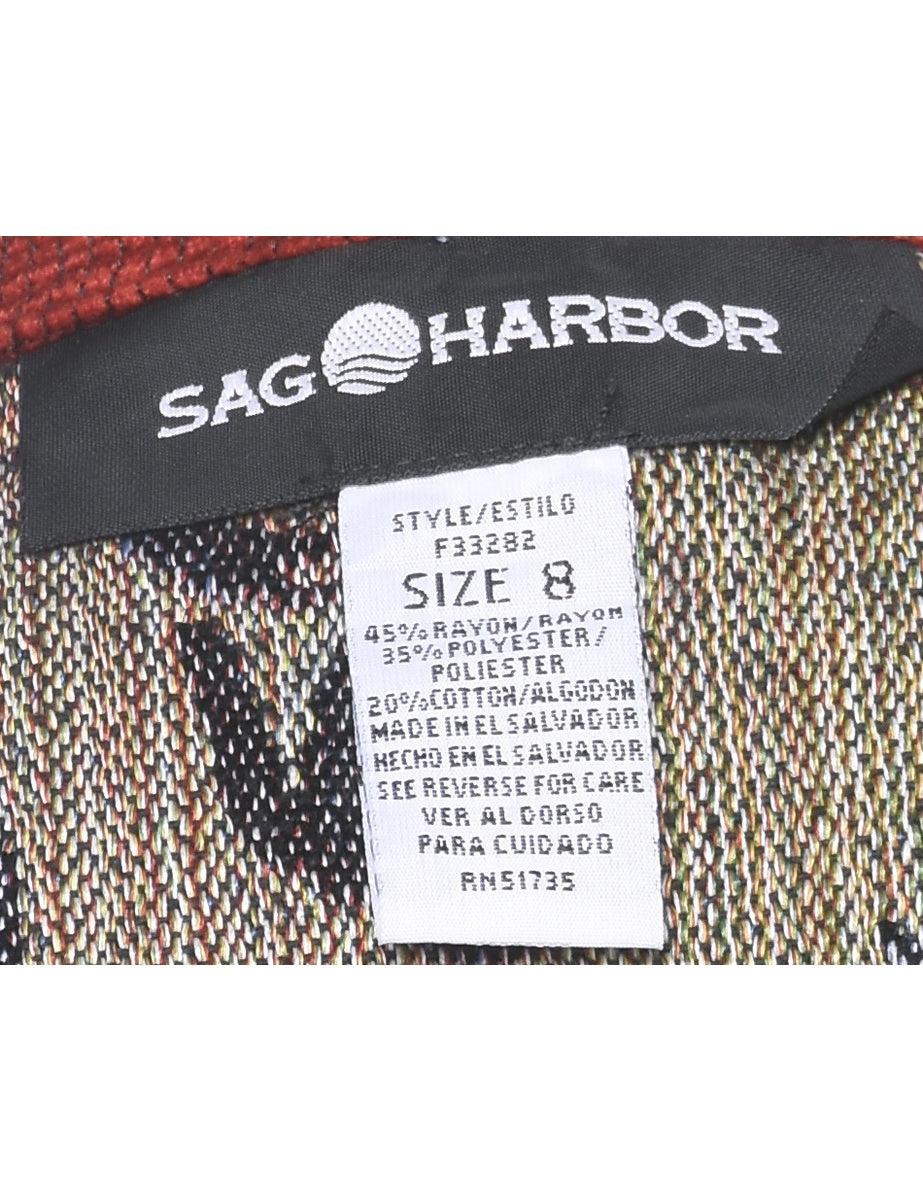 SAG HARBOR
STYLE/ESTILO
F33282
SIZE 8
45% RAYON/RAYON
35% POLYESTER/
POLIESTER
20% COTTON/ALGODON
MADE IN EL SALVADOR
HECHO EN EL SALVADOR
SEE REVERSE FOR CARE
VER AL DORSO
PARA CUIDADO
RN51735